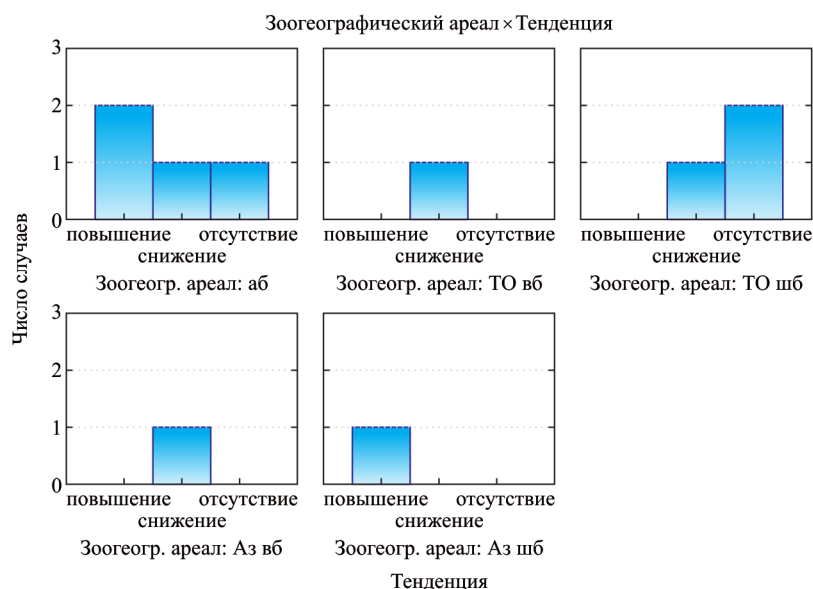 Зоогеографический ареал × Тенденция
3
2
1
0
повышение
снижение
отсутствие
Зоогеогр. ареал: аб
повышение
снижение
отсутствие
Зоогеогр. ареал: ТО вб
повышение
снижение
отсутствие
Зоогеогр. ареал: ТО шб
Число случаев
3
2
1
0
повышение
снижение
отсутствие
Зоогеогр. ареал: Аз вб
повышение
снижение
отсутствие
Зоогеогр. ареал: Аз шб
Тенденция